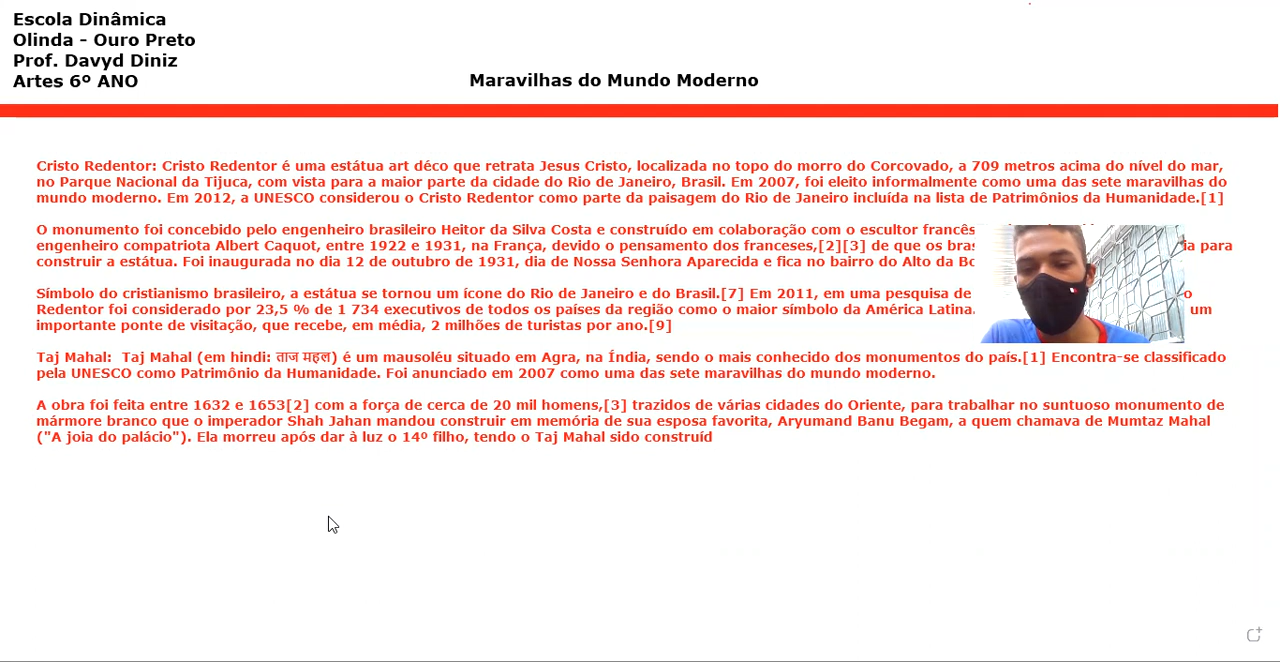 Escola Dinâmica
Olinda - Ouro Preto
Prof. Davyd Diniz
Artes 6º ANO
Maravilhas do Mundo Moderno
Cristo Redentor: Cristo Redentor é uma estátua art déco que retrata Jesus Cristo, localizada no topo do morro do Corcovado, a 709 metros acima do nível do mar,
no Parque Nacional da Tijuca, com vista para a maior parte da cidade do Rio de Janeiro, Brasil. Em 2007, foi eleito informalmente como uma das sete maravilhas do
mundo moderno. Em 2012, a UNESCO considerou o Cristo Redentor como parte da paisagem do Rio de Janeiro incluída na lista de Patrimônios da Humanidade.[1]
O monumento foi concebido pelo engenheiro brasileiro Heitor da Silva Costa e construído em colaboração com o escultor francês
engenheiro compatriota Albert Caquot, entre 1922 e 1931, na França, devido o pensamento dos franceses,[2][3] de que os para
construir a estátua. Foi inaugurada no dia 12 de outubro de 1931, dia de Nossa Senhora Aparecida e fica no bairro do Alto da
Símbolo do cristianismo brasileiro, a estátua se tornou um ícone do Rio de Janeiro e do Brasil.[7] Em 2011, em uma pesquisa de o
Redentor foi considerado por 23,5 % de 1 734 executivos de todos os países da região como o maior símbolo da América Latina. um
importante ponte de visitação, que recebe, em média, 2 milhões de turistas por ano.[9]
Taj Mahal: Taj Mahal (em hindi: ताज महल) é um mausoléu situado em Agra, na Índia, sendo o mais conhecido dos monumentos do país.[1] Encontra-se classificado
pela UNESCO como Patrimônio da Humanidade. Foi anunciado em 2007 como uma das sete maravilhas do mundo moderno.
A obra foi feita entre 1632 e 1653[2] com a força de cerca de 20 mil homens,[3] trazidos de várias cidades do Oriente, para trabalhar no suntuoso monumento de
mármore branco que o imperador Shah Jahan mandou construir em memória de sua esposa favorita, Aryumand Banu Begam, a quem chamava de Mumtaz Mahal
("A joia do palácio"). Ela morreu após dar à luz o 14º filho, tendo o Taj Mahal sido construíd